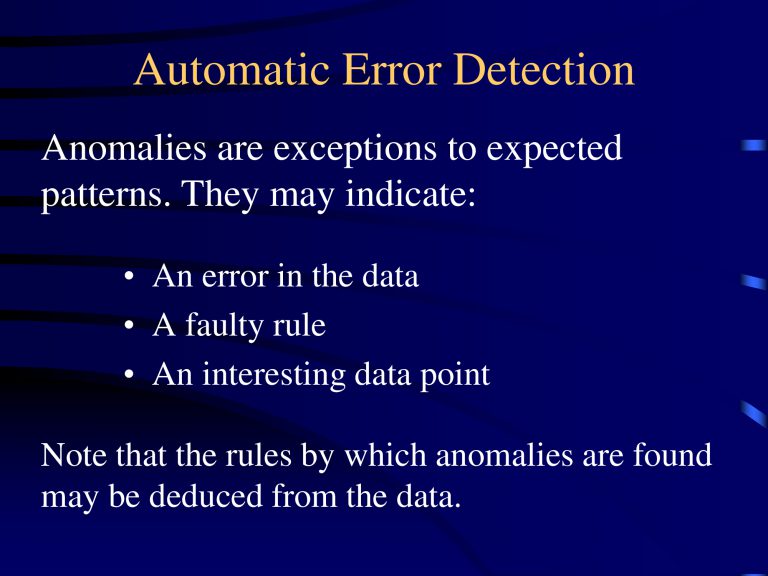 Automatic Error Detection
Anomalies are exceptions to expected
patterns. They may indicate:
• An error in the data
• A faulty rule
• An interesting data point
Note that the rules by which anomalies are found
may be deduced from the data.